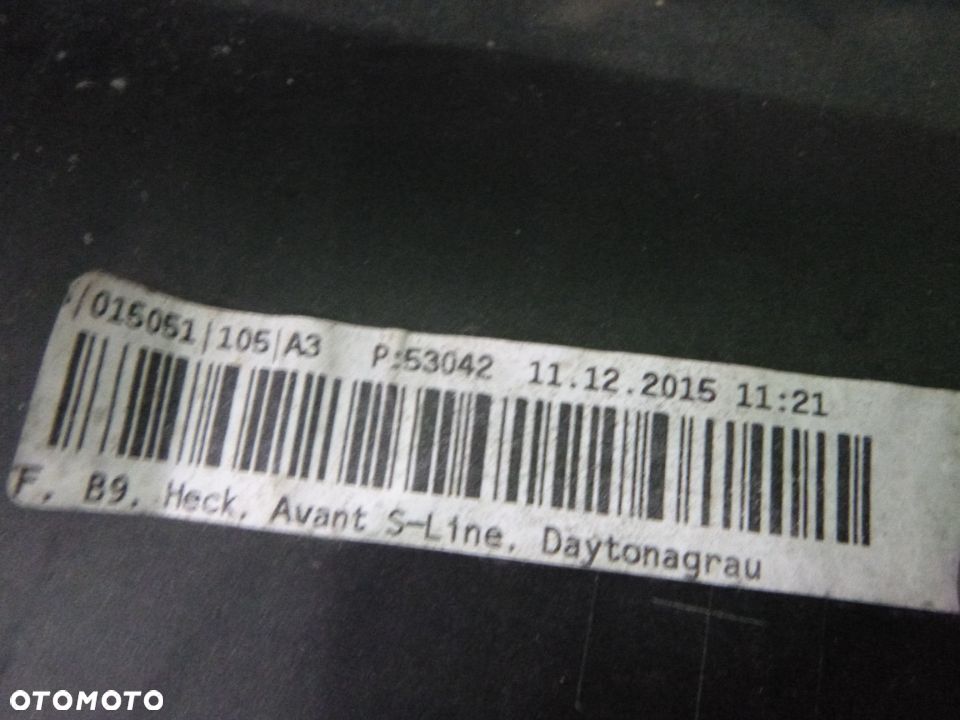 /015051|105|A3 P:53042 11.12.2015 11:21
F. B9. Heck, Avant S-Line, Daytonagrau
OTOMOTO